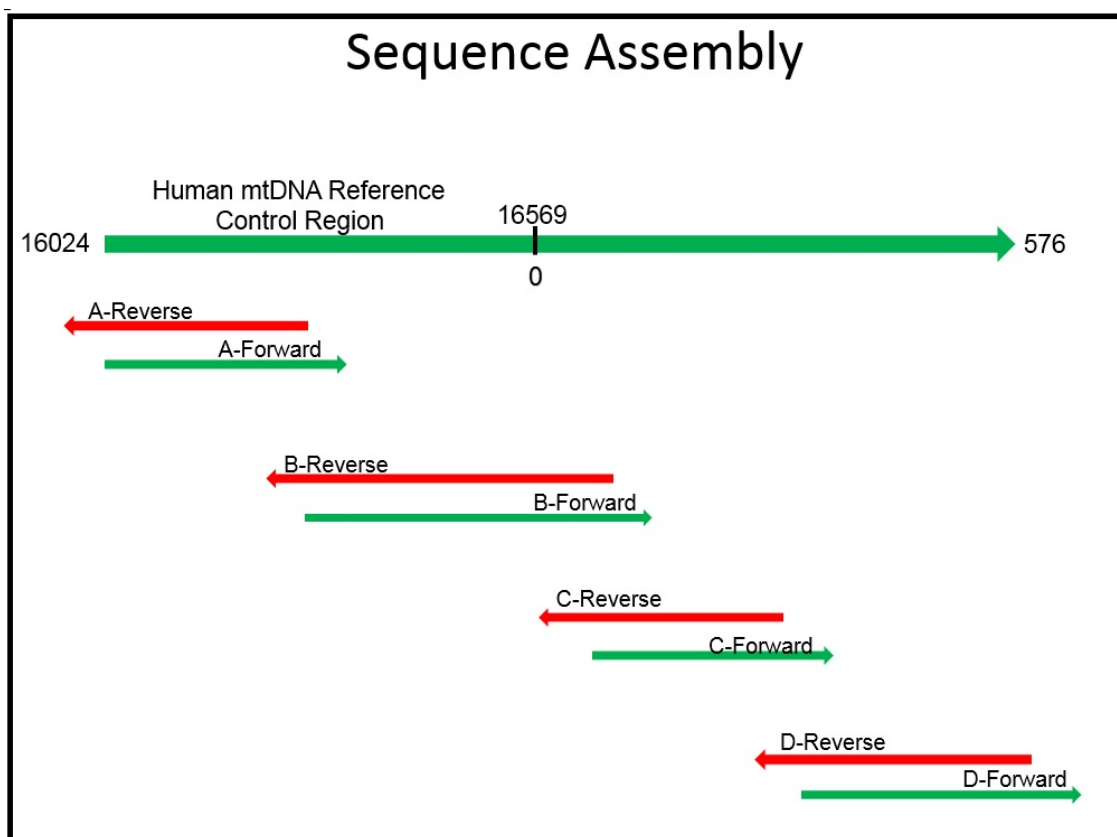 Sequence Assembly
Human mtDNA Reference
Control Region
16569
16024
576
0
A-Reverse
A-Forward
B-Reverse
B-Forward
C-Reverse
C-Forward
D-Reverse
D-Forward